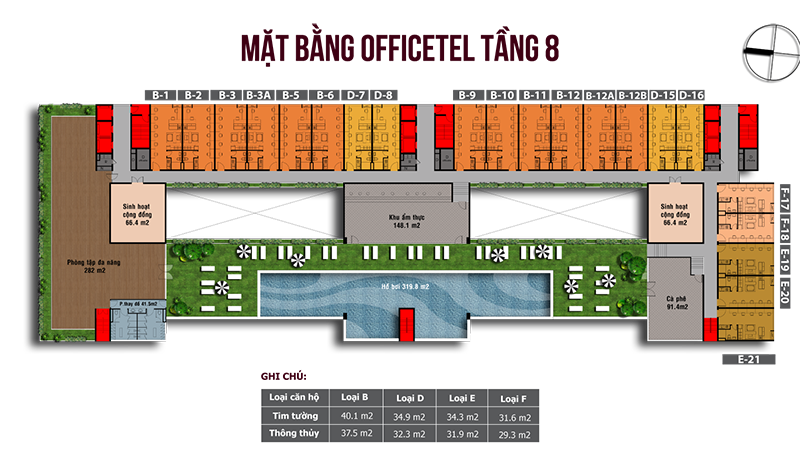 MẶT BẰNG OFFICETEL TẦNG 8
B-1 B-2 B-3 B-3A B-5 B-6 D-7 D-8 B-9 B-10 B-11 B-12 B-12A B-12B D-15 D-16
Sinh hoạt
cộng đồng
66.4 m2
Khu ẩm thực
148.1 m2
Sinh hoạt
cộng đồng
66.4 m2
F-17
F-18
E-19
E-20
Phòng tập đa năng
282 m2
Hồ bơi 319.8 m2
P.thay đồ 41.5m2
Cà phê
91.4m2
E-21
GHI CHÚ:
Loại căn hộ Loại B Loại D Loại E Loại F
Tim tường 40.1 m2 34.9 m2 34.3 m2 31.6 m2
Thông thủy 37.5 m2 32.3 m2 31.9 m2 29.3 m2